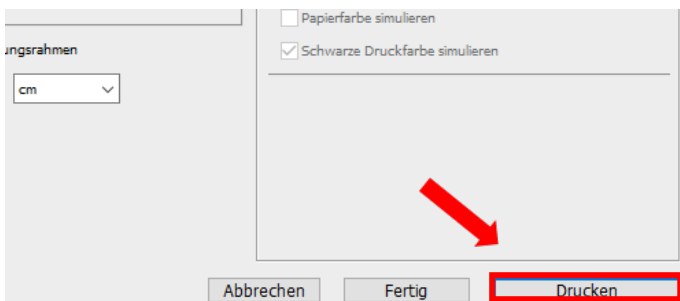 Papierfarbe simulieren
ungsrahmen
Schwarze Druckfarbe simulieren
cm
Abbrechen
Fertig
Drucken